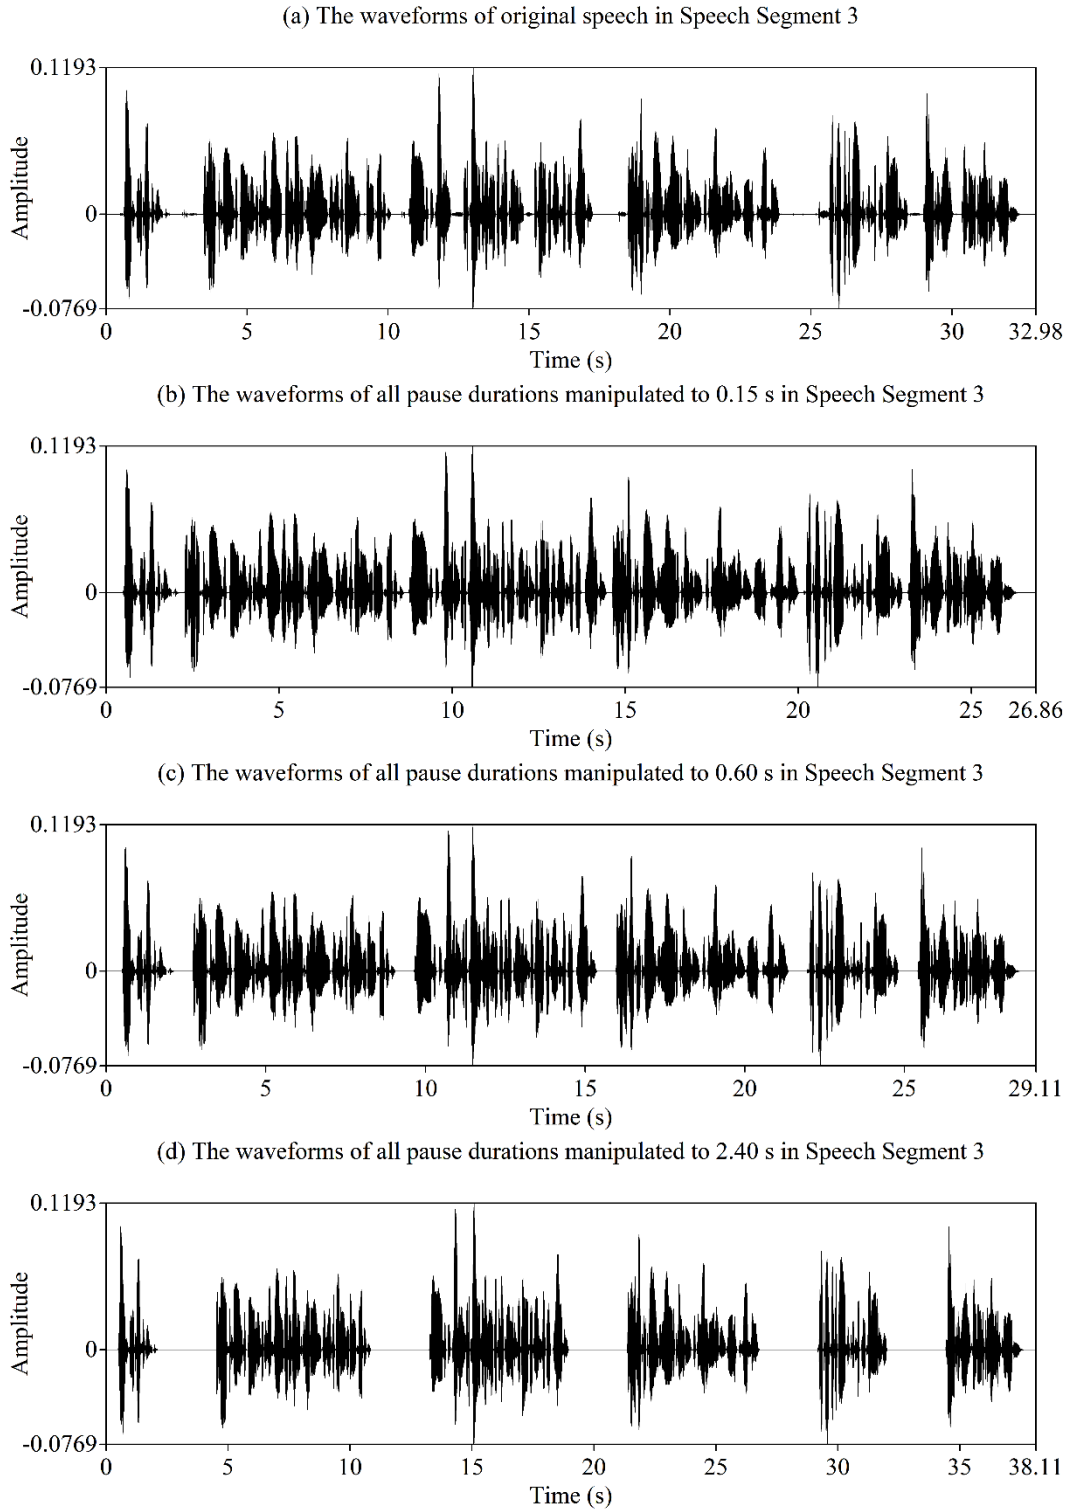 (a) The waveforms of original speech in Speech Segment 3
0.1193
Amplitude
0
-0.0769
0 5 10 15 20 25 30 32.98
Time (s)
(b) The waveforms of all pause durations manipulated to 0.15 s in Speech Segment 3
0.1193
Amplitude
0
-0.0769
0 5 10 15 20 25 26.86
Time (s)
(c) The waveforms of all pause durations manipulated to 0.60 s in Speech Segment 3
0.1193
Amplitude
0
-0.0769
0 5 10 15 20 25 29.11
Time (s)
(d) The waveforms of all pause durations manipulated to 2.40 s in Speech Segment 3
0.1193
Amplitude
0
-0.0769
0 5 10 15 20 25 30 35 38.11
Time (s)